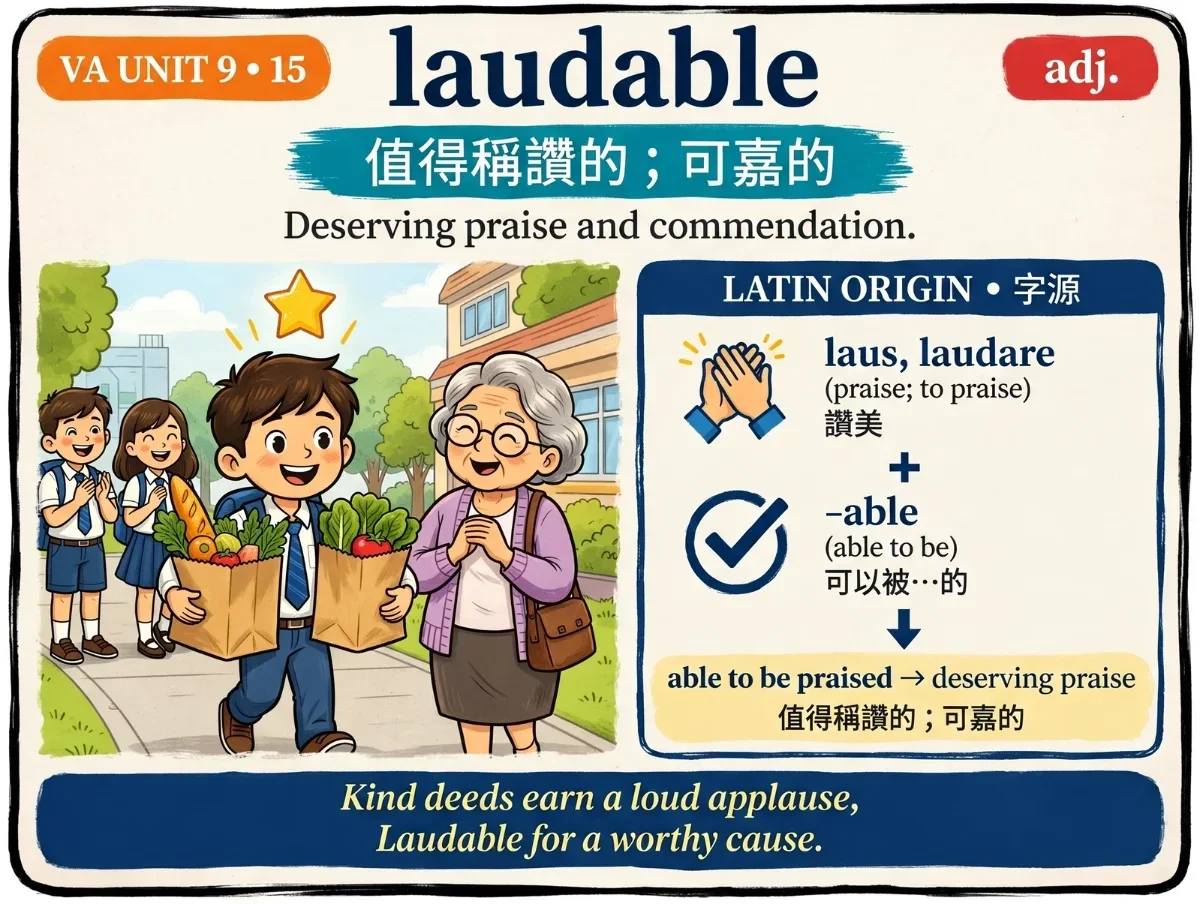 VA UNIT 9 • 15
laudable
adj.
值得稱讚的；可嘉的
Deserving praise and commendation.
LATIN ORIGIN • 字源
laus, laudare
(praise; to praise)
讚美
+
–able
(able to be)
可以被…的
able to be praised → deserving praise
值得稱讚的；可嘉的
Kind deeds earn a loud applause,
Laudable for a worthy cause.